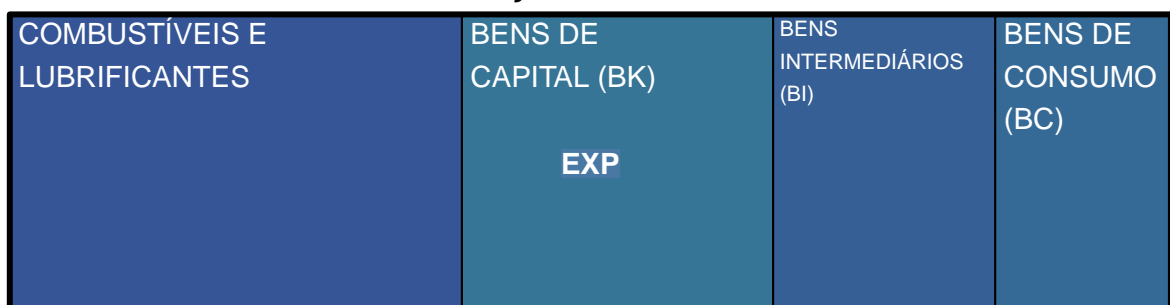 COMBUSTÍVEIS E
LUBRIFICANTES
BENS DE
CAPITAL (BK)
EXP
BENS
INTERMEDIÁRIOS
(BI)
BENS DE
CONSUMO
(BC)